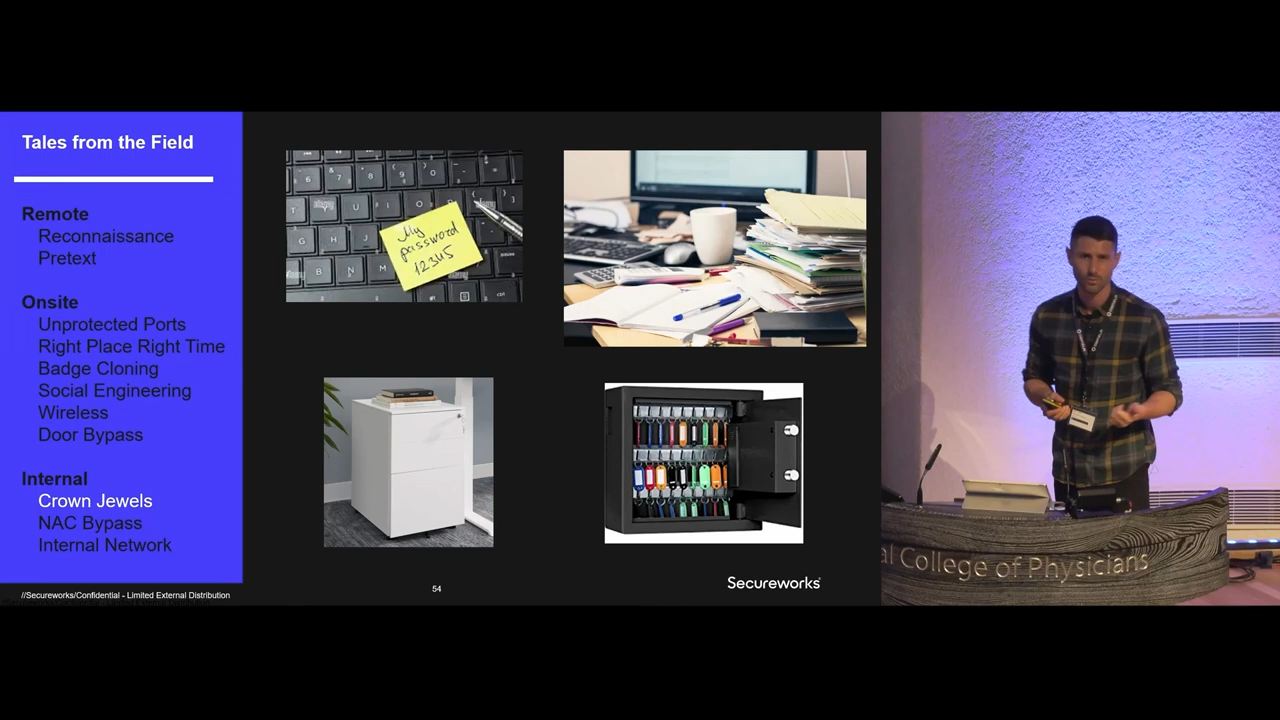 Tales from the Field
Remote
Reconnaissance
Pretext
Onsite
Unprotected Ports
Right Place Right Time
Badge Cloning
Social Engineering
Wireless
Door Bypass
Internal
Crown Jewels
NAC Bypass
Internal Network
//Secureworks/Confidential - Limited External Distribution
54
Secureworks
My
password
12345
al College of Physicians